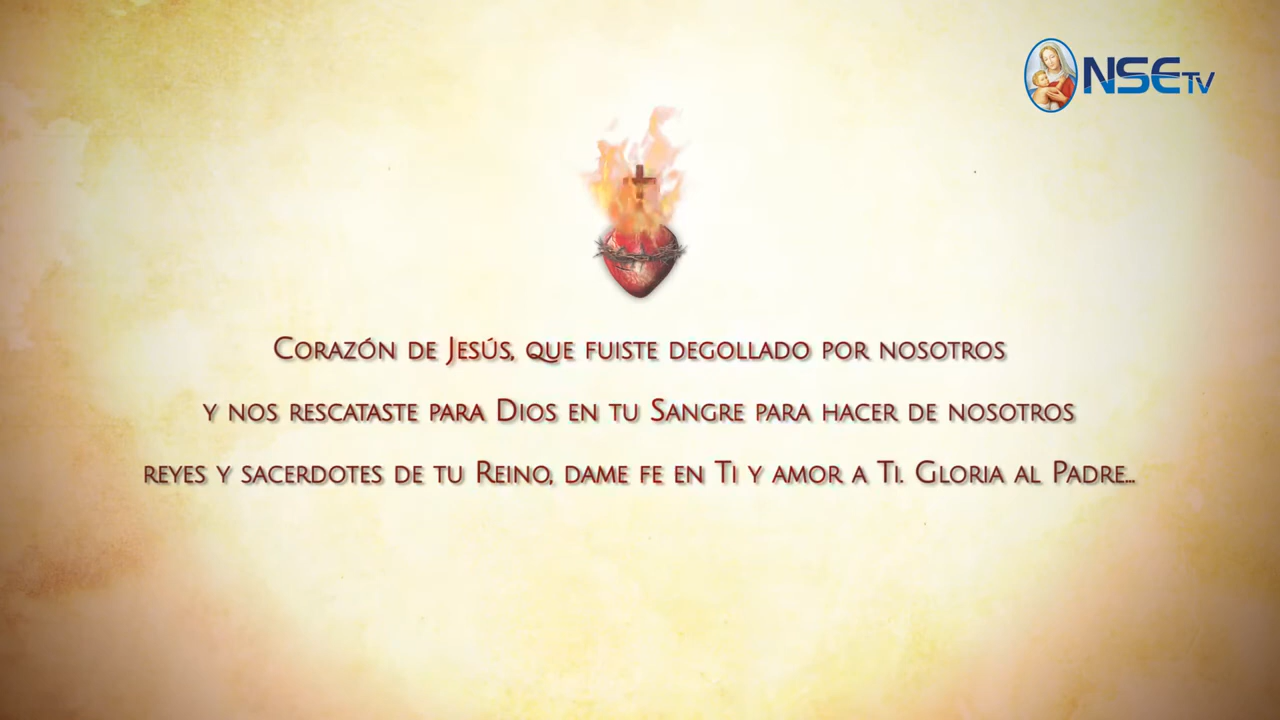 NSETV
Corazón de Jesús, que fuiste degollado por nosotros
y nos rescataste para Dios en tu Sangre para hacer de nosotros
reyes y sacerdotes de tu Reino, dame fe en Ti y amor a Ti. Gloria al Padre...